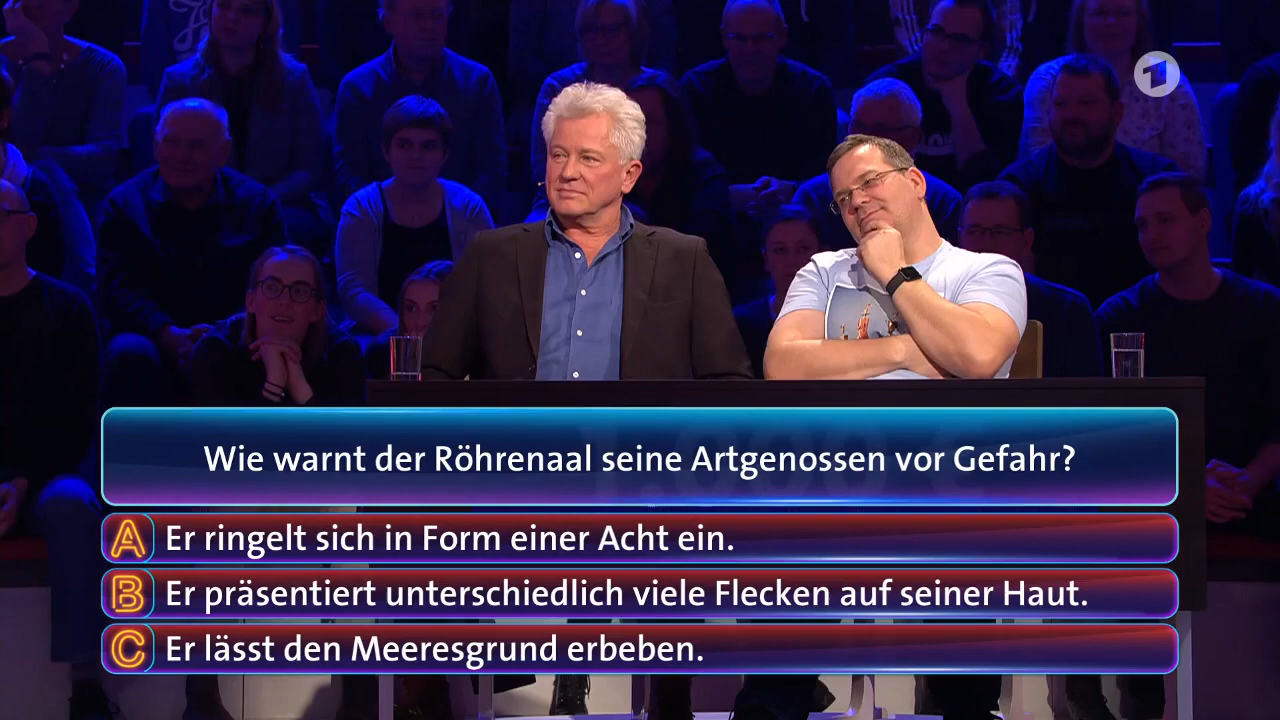 1
Wie warnt der Röhrenaal seine Artgenossen vor Gefahr?
A Er ringelt sich in Form einer Acht ein.
B Er präsentiert unterschiedlich viele Flecken auf seiner Haut.
C Er lässt den Meeresgrund erbeben.